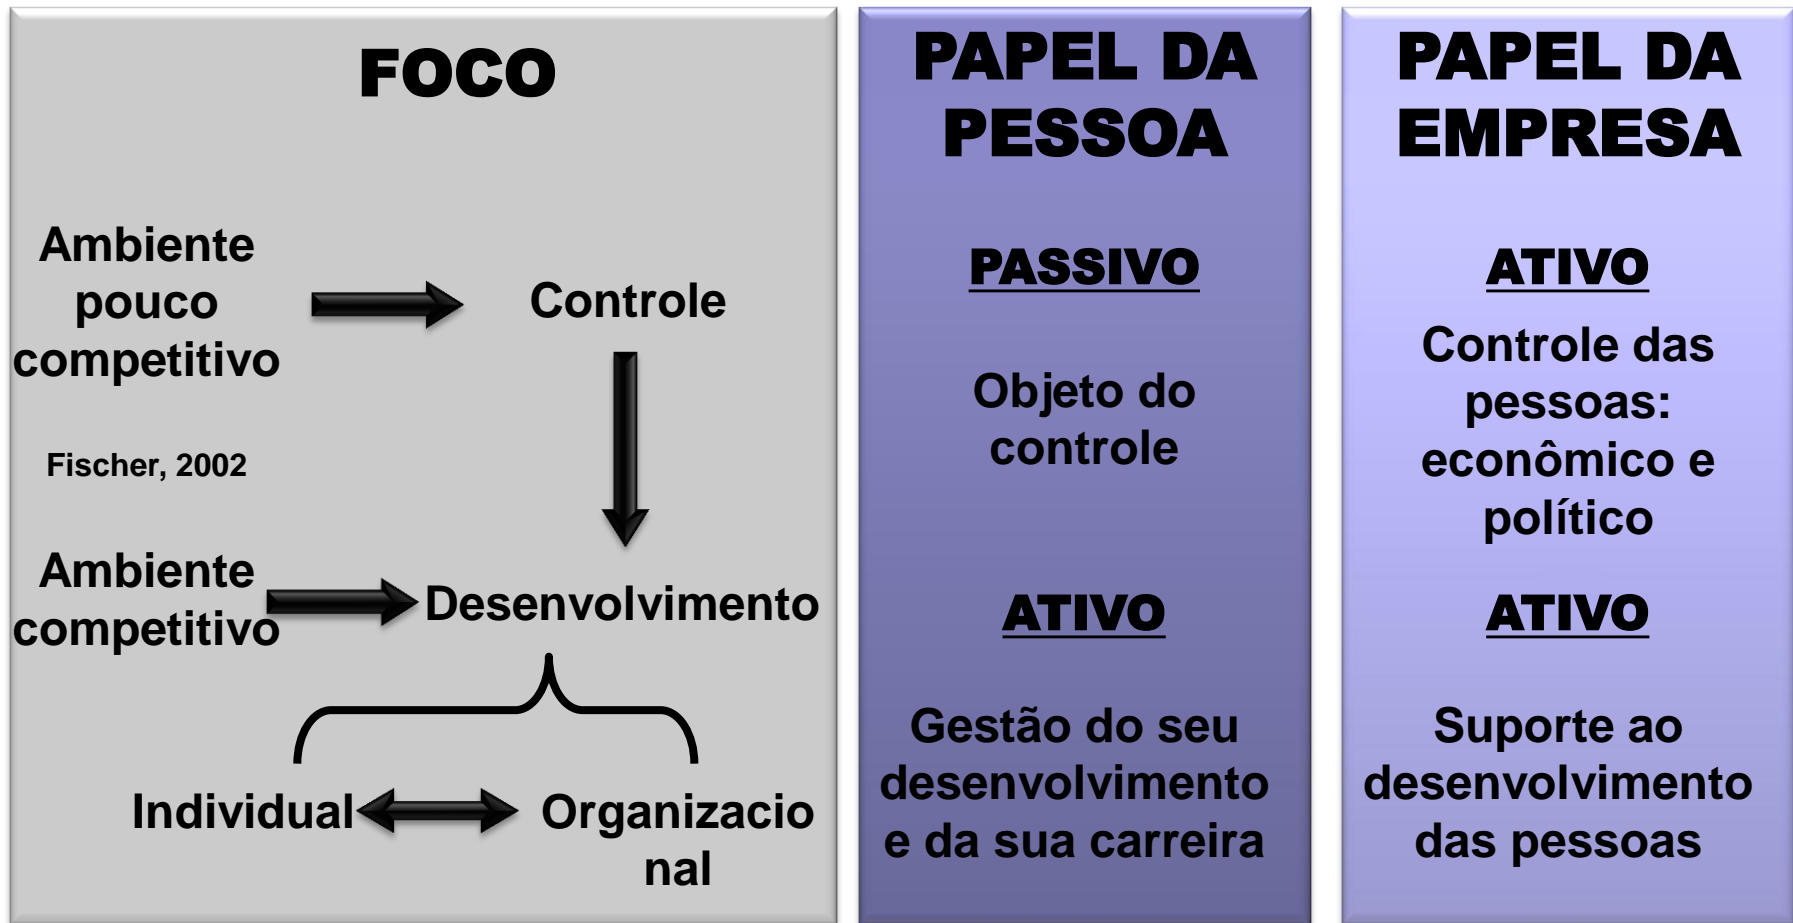 FOCO
Ambiente
pouco
competitivo
Controle
Fischer, 2002
Ambiente
competitivo
Desenvolvimento
Individual
Organizacio
nal
PAPEL DA
PESSOA
PASSIVO
Objeto do
controle
ATIVO
Gestão do seu
desenvolvimento
e da sua carreira
PAPEL DA
EMPRESA
ATIVO
Controle das
pessoas:
econômico e
político
ATIVO
Suporte ao
desenvolvimento
das pessoas